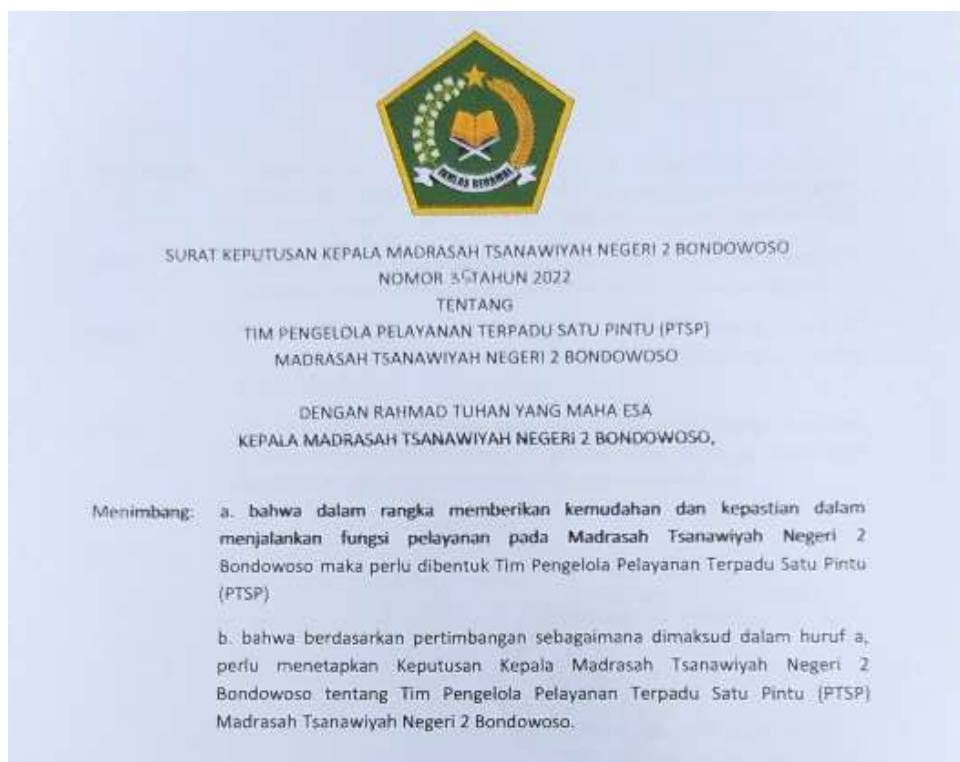 IKHLAS BERAMAL
SURAT KEPUTUSAN KEPALA MADRASAH TSANAWIYAH NEGERI 2 BONDOWOSO
NOMOR TAHUN 2022
TENTANG
TIM PENGELOLA PELAYANAN TERPADU SATU PINTU (PTSP)
MADRASAH TSANAWIYAH NEGERI 2 BONDOWOSO
DENGAN RAHMAD TUHAN YANG MAHA ESA
KEPALA MADRASAH TSANAWIYAH NEGERI 2 BONDOWOSO,
Menimbang: a. bahwa dalam rangka memberikan kemudahan dan kepastian dalam
menjalankan fungsi pelayanan pada Madrasah Tsanawiyah Negeri 2
Bondowoso maka perlu dibentuk Tim Pengelola Pelayanan Terpadu Satu Pintu
(PTSP)
b. bahwa berdasarkan pertimbangan sebagaimana dimaksud dalam huruf a,
perlu menetapkan Keputusan Kepala Madrasah Tsanawiyah Negeri 2
Bondowoso tentang Tim Pengelola Pelayanan Terpadu Satu Pintu (PTSP)
Madrasah Tsanawiyah Negeri 2 Bondowoso.